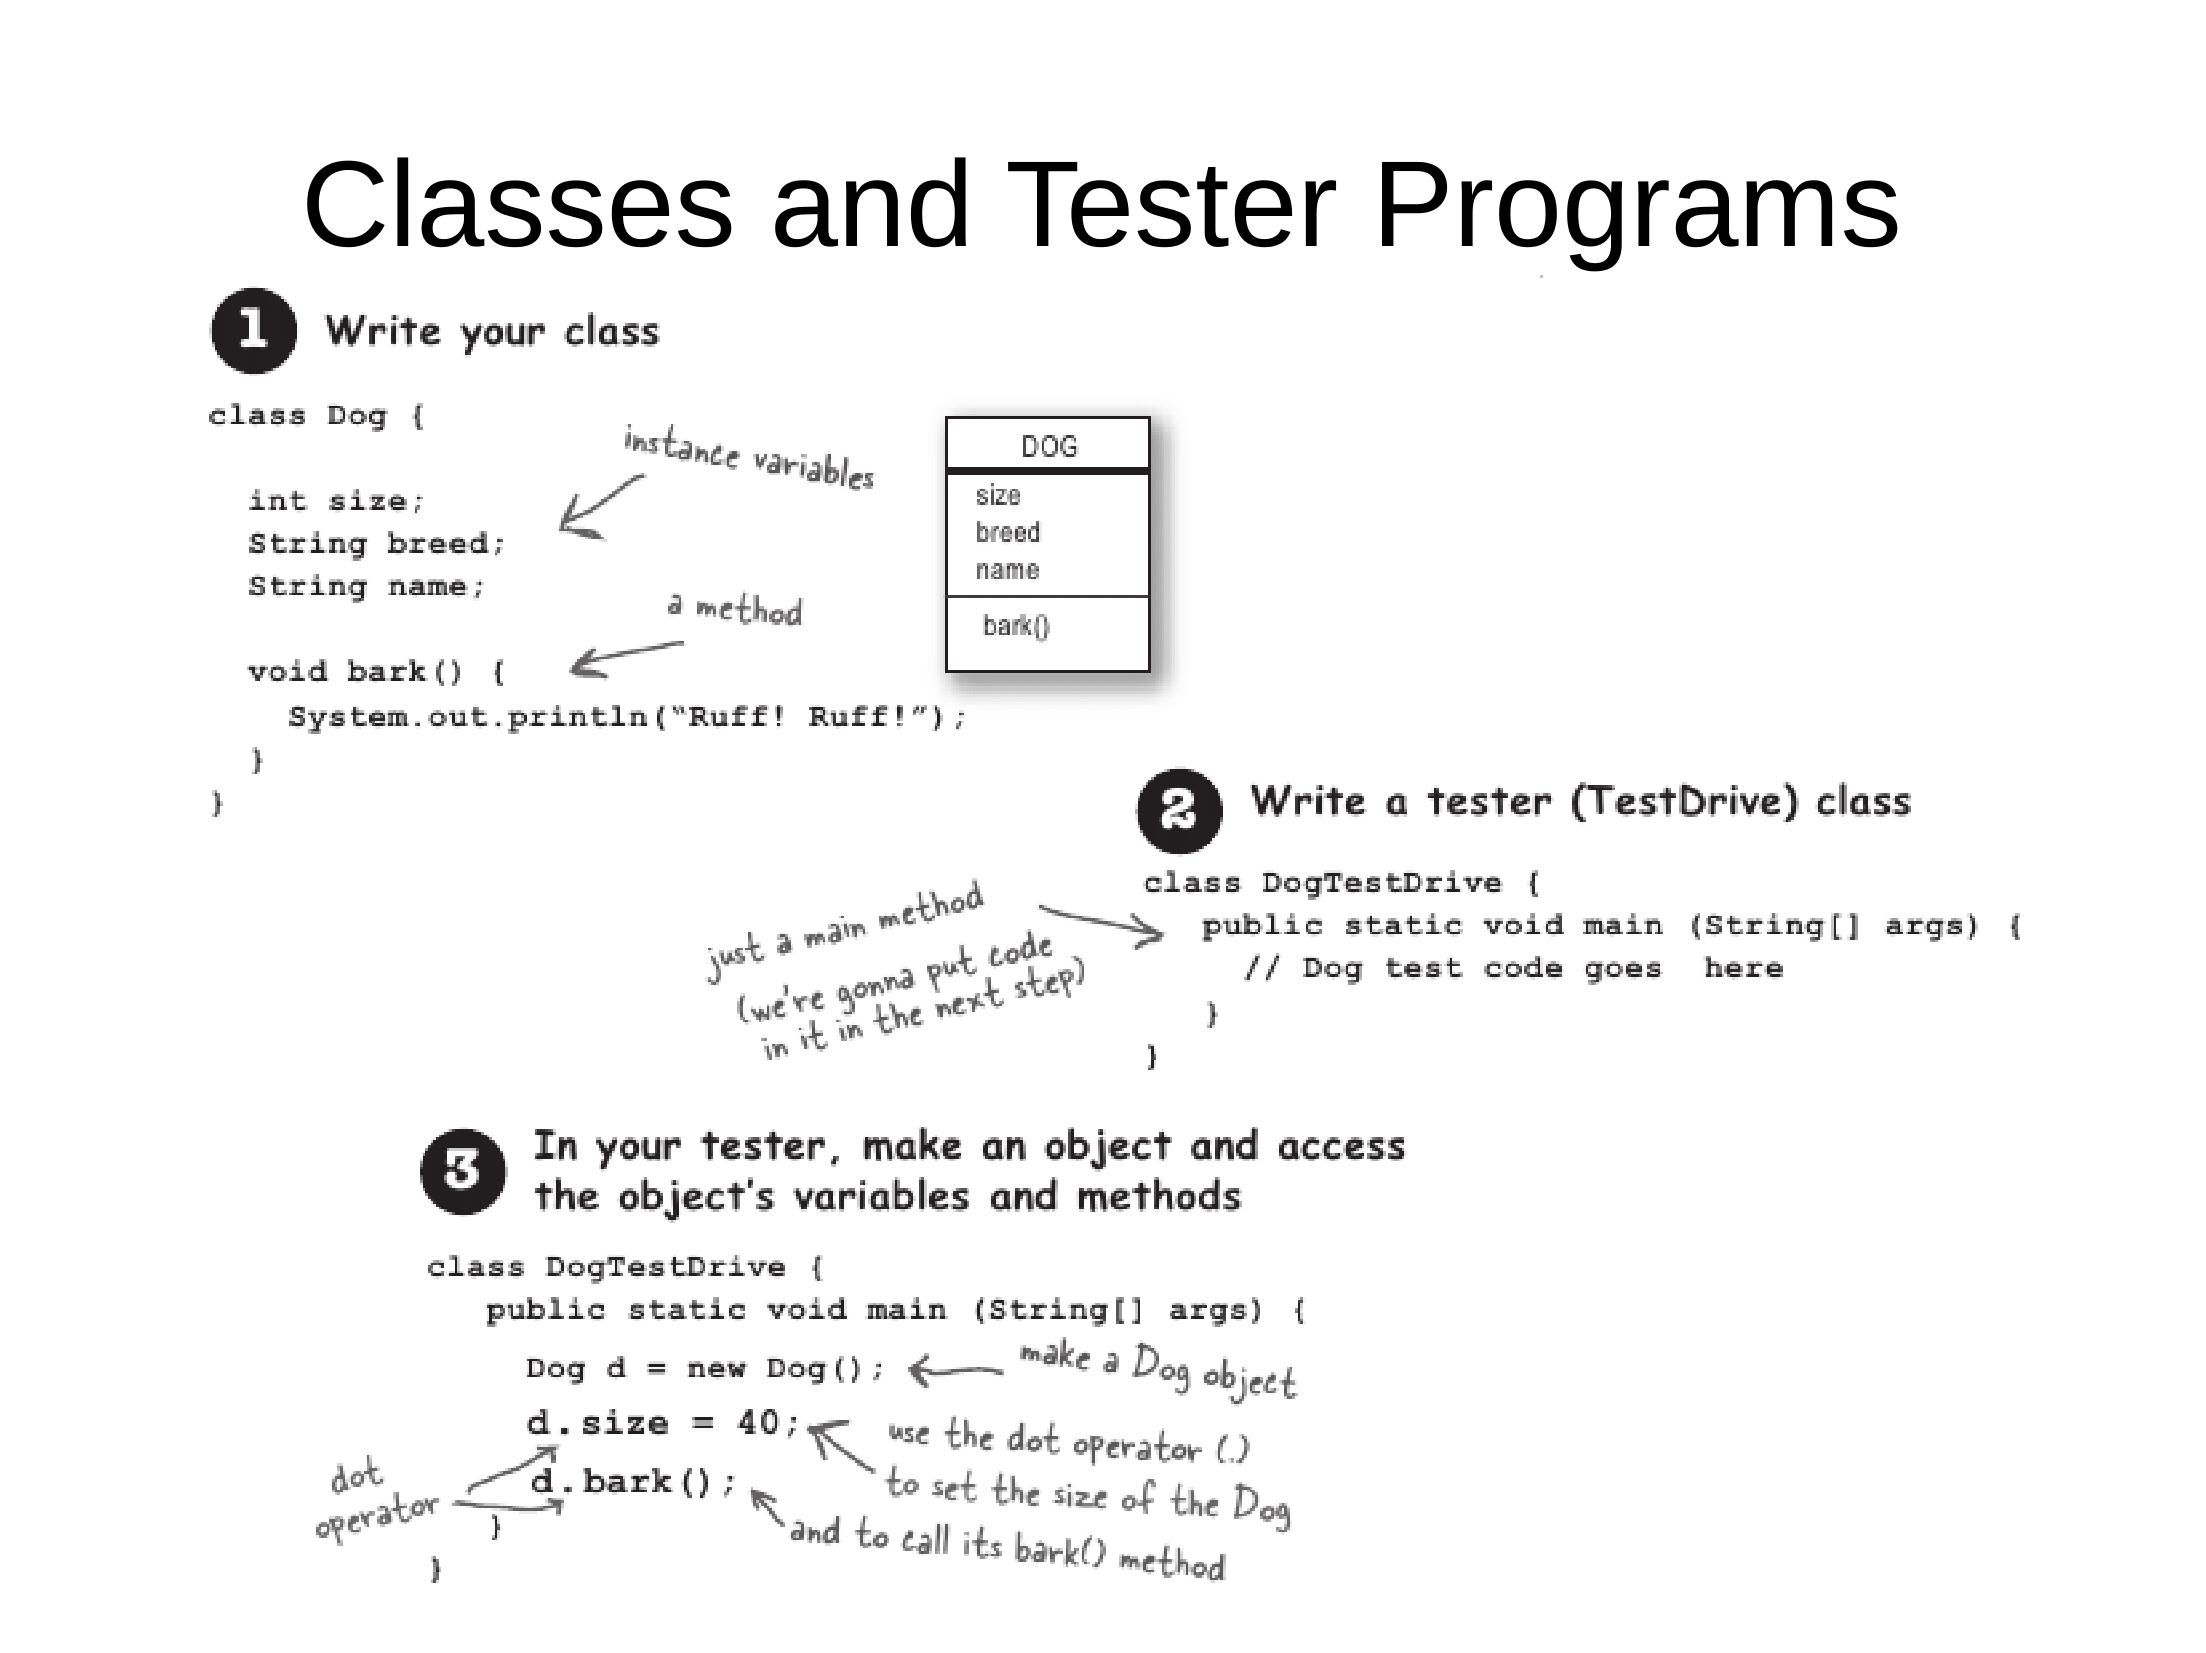 Classes and Tester Programs
1 Write your class
class Dog {
instance variables
int size;
String breed;
String name;
a method
void bark() {
System.out.println(“Ruff! Ruff!”);
}
}
DOG
size
breed
name
bark()
2 Write a tester (TestDrive) class
class DogTestDrive {
just a main method
(we're gonna put code
in it in the next step)
public static void main (String[] args) {
// Dog test code goes here
}
}
3 In your tester, make an object and access
the object's variables and methods
class DogTestDrive {
public static void main (String[] args) {
Dog d = new Dog();
make a Dog object
d.size = 40;
use the dot operator (.)
to set the size of the Dog
dot
operator
d.bark();
and to call its bark() method
}
}